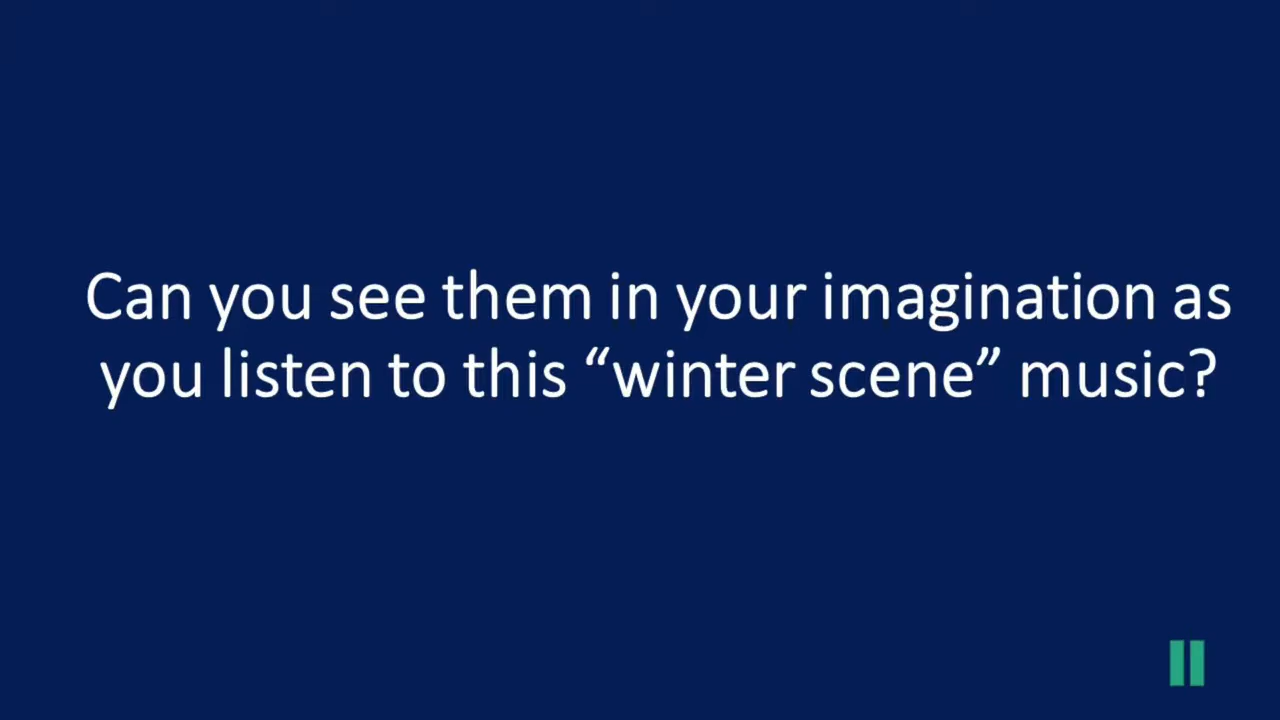 Can you see them in your imagination as
you listen to this “winter scene” music?